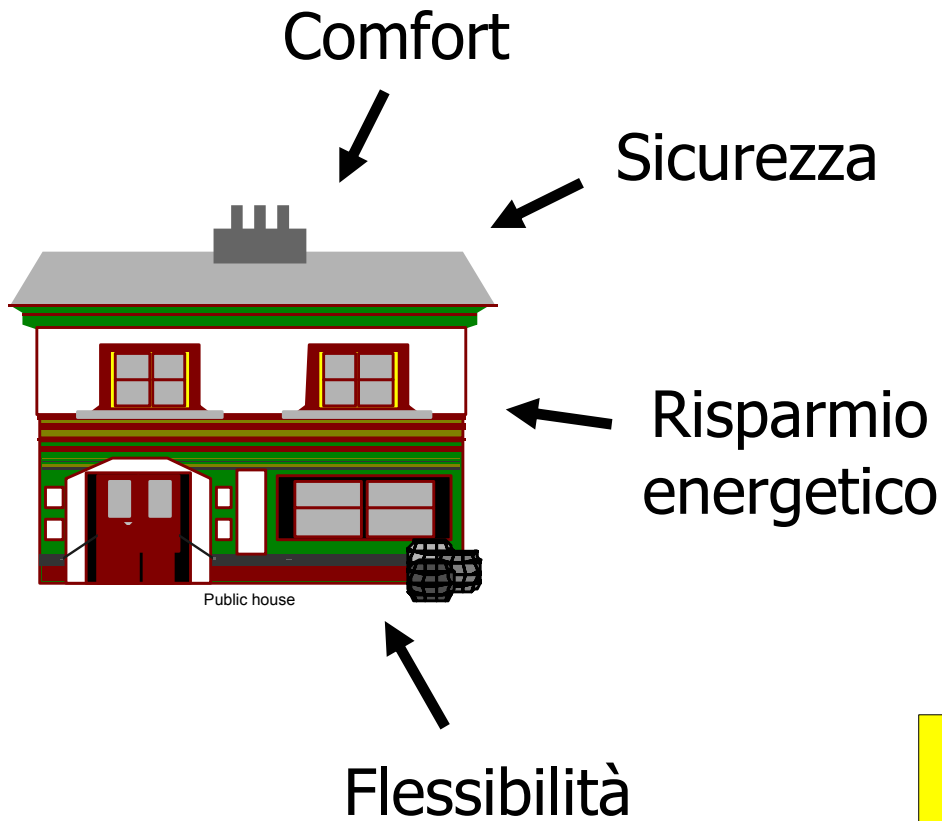 Comfort
Sicurezza
Risparmio
energetico
Public house
Flessibilità